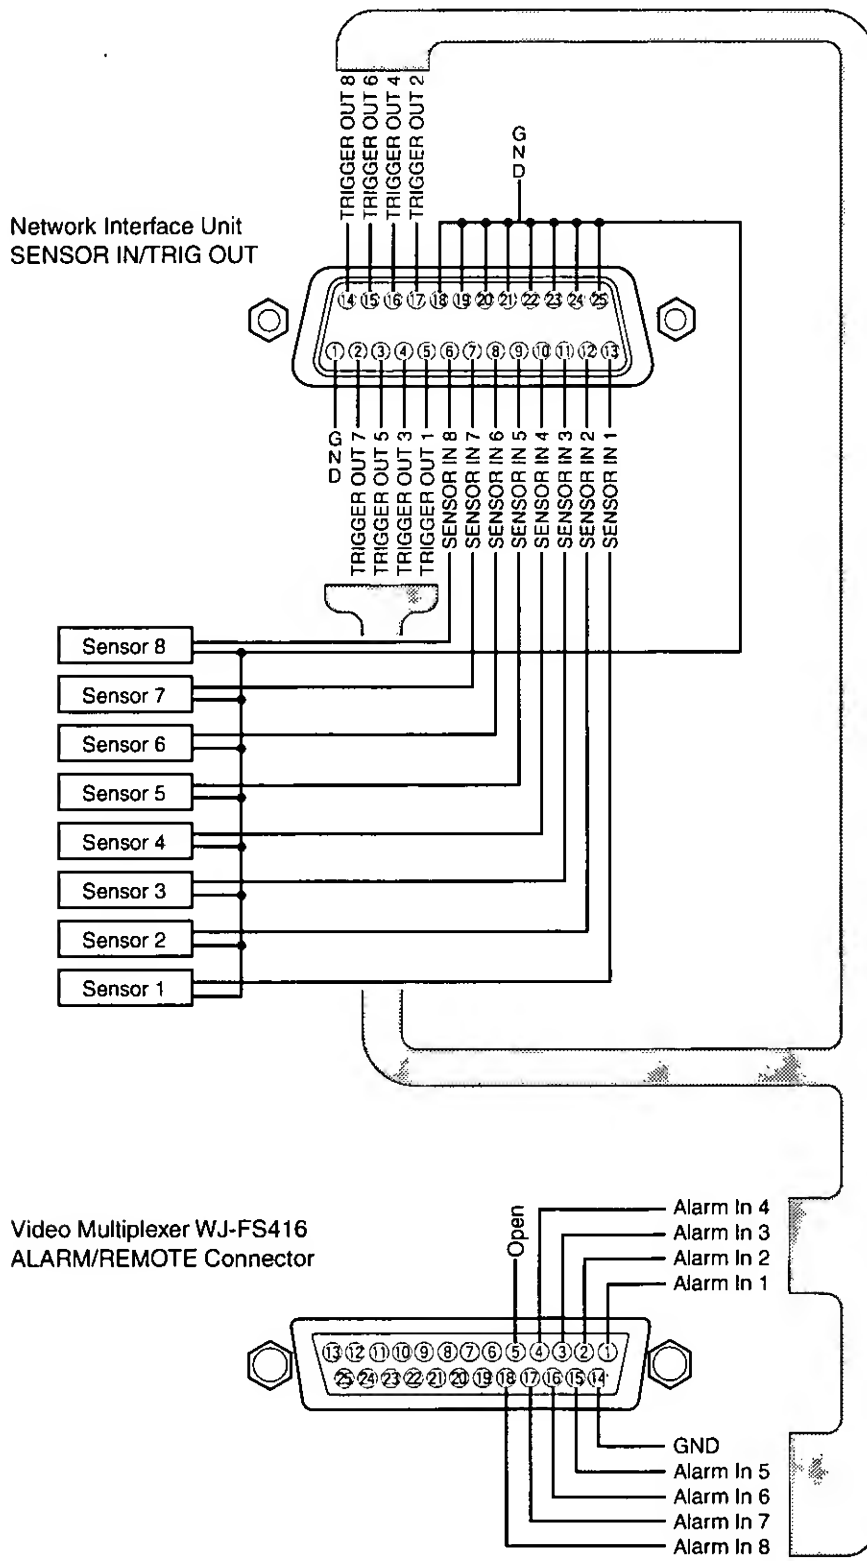 TRIGGER OUT 8
TRIGGER OUT 6
TRIGGER OUT 4
TRIGGER OUT 2
GND
Network Interface Unit
SENSOR IN/TRIG OUT
14 15 16 17 18 19 20 21 22 23 24 25
1 2 3 4 5 6 7 8 9 10 11 12 13
GND
TRIGGER OUT 7
TRIGGER OUT 5
TRIGGER OUT 3
TRIGGER OUT 1
SENSOR IN 8
SENSOR IN 7
SENSOR IN 6
SENSOR IN 5
SENSOR IN 4
SENSOR IN 3
SENSOR IN 2
SENSOR IN 1
Sensor 8
Sensor 7
Sensor 6
Sensor 5
Sensor 4
Sensor 3
Sensor 2
Sensor 1
Video Multiplexer WJ-FS416
ALARM/REMOTE Connector
Open
Alarm In 4
Alarm In 3
Alarm In 2
Alarm In 1
13 12 11 10 9 8 7 6 5 4 3 2 1
25 24 23 22 21 20 19 18 17 16 15 14
GND
Alarm In 5
Alarm In 6
Alarm In 7
Alarm In 8